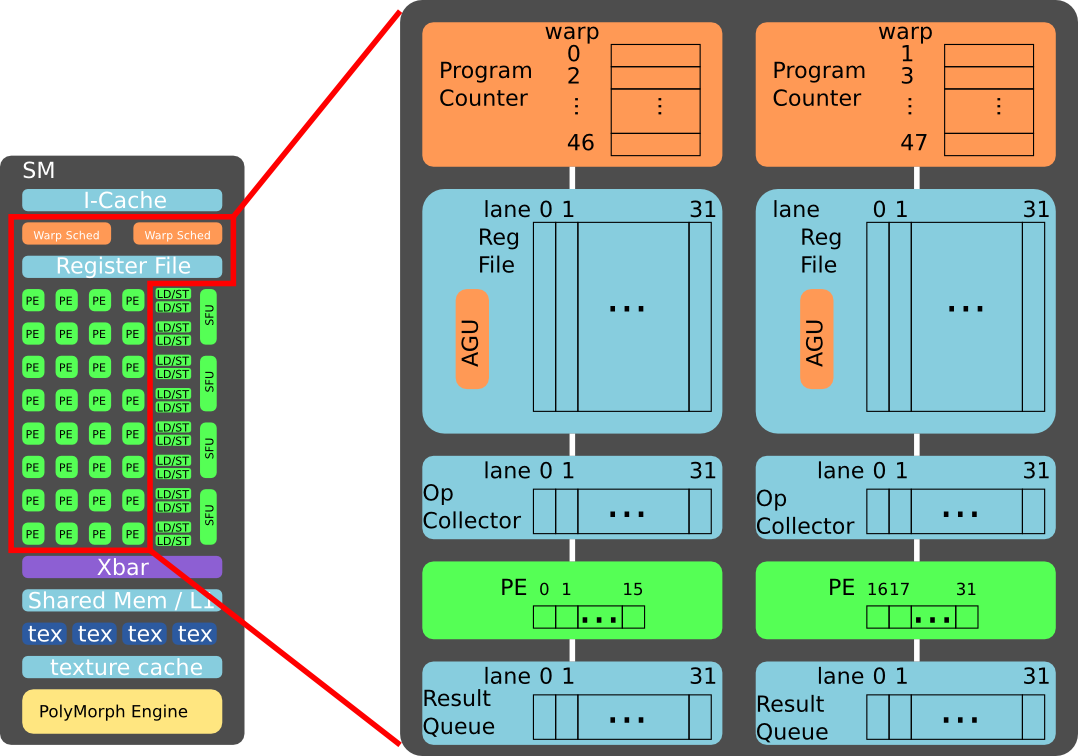 SM
I-Cache
Warp Sched Warp Sched
Register File
PE PE PE PE LD/ST LD/ST SFU
PE PE PE PE LD/ST LD/ST
PE PE PE PE LD/ST LD/ST SFU
PE PE PE PE LD/ST LD/ST
PE PE PE PE LD/ST LD/ST SFU
PE PE PE PE LD/ST LD/ST
PE PE PE PE LD/ST LD/ST SFU
PE PE PE PE LD/ST LD/ST
Xbar
Shared Mem / L1
tex tex tex tex
texture cache
PolyMorph Engine
warp
0
Program 2
Counter ⋮ ⋮
46
lane 0 1 31
Reg
File
...
AGU
lane 0 1 31
Op
Collector ...
PE 0 1 15
...
lane 0 1 31
Result
Queue ...
warp
1
Program 3
Counter ⋮ ⋮
47
lane 0 1 31
Reg
File
...
AGU
lane 0 1 31
Op
Collector ...
PE 16 17 31
...
lane 0 1 31
Result
Queue ...